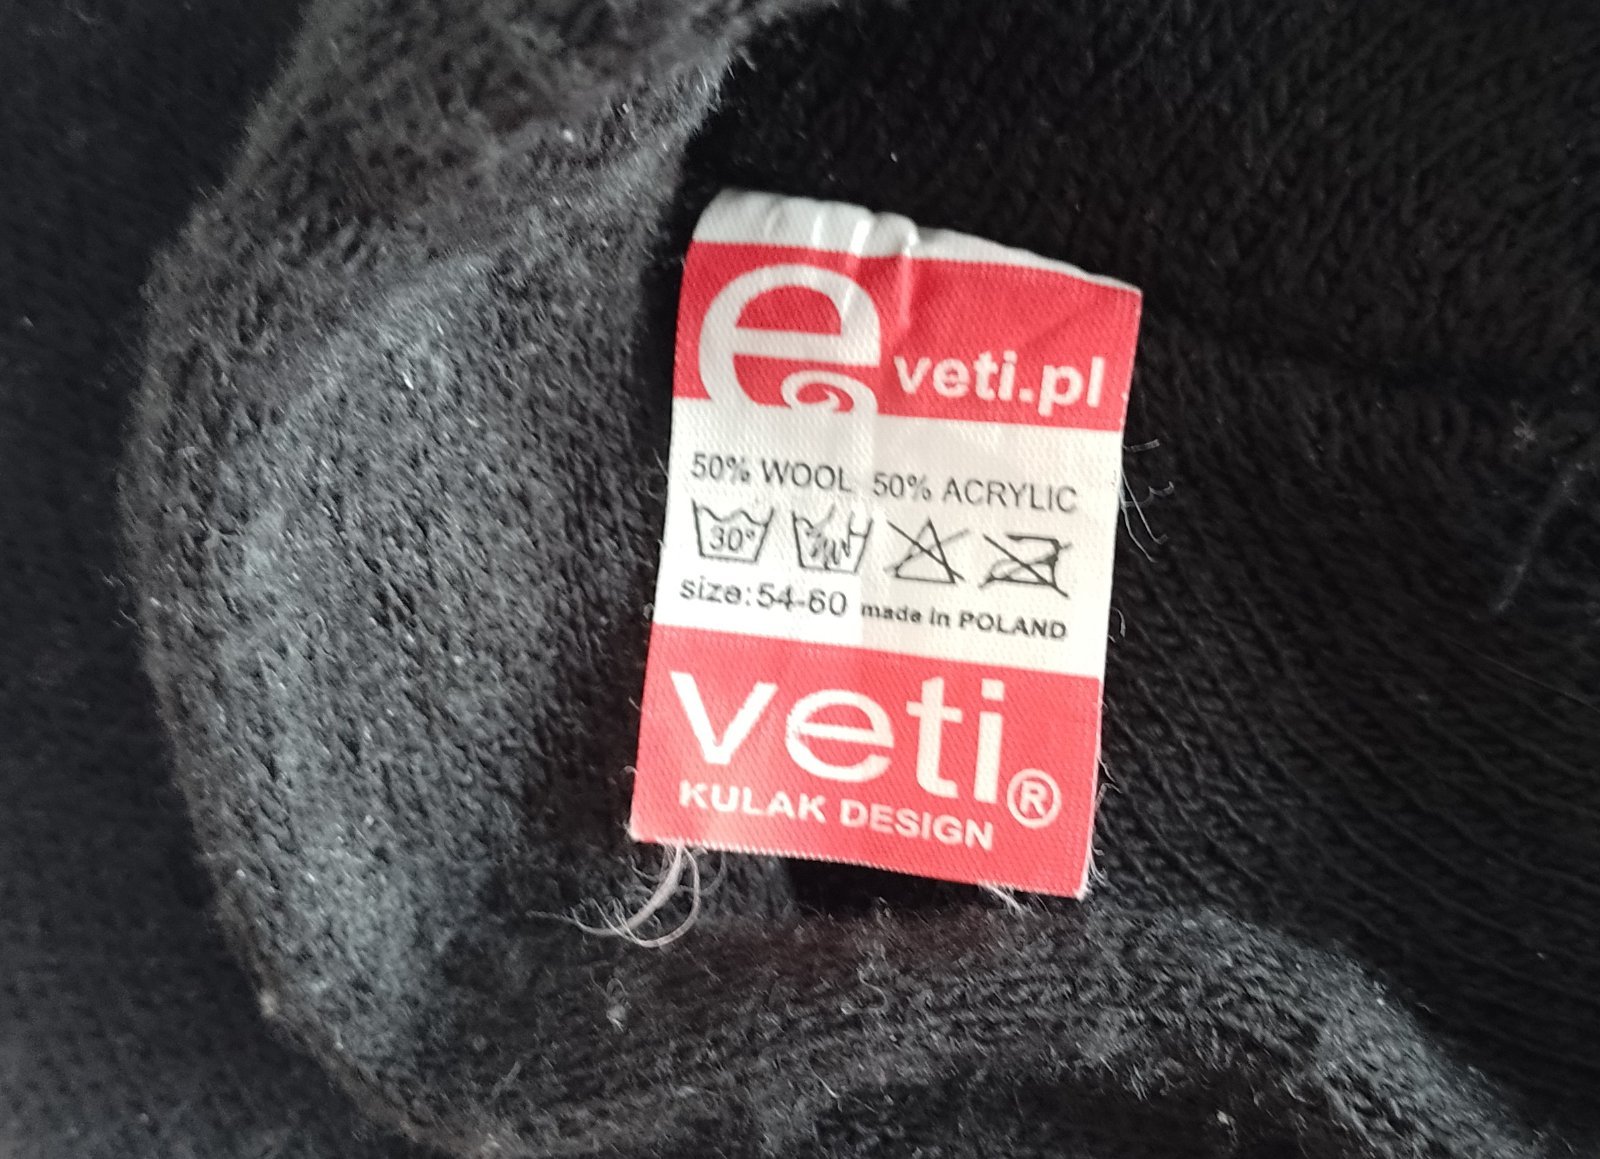 e veti.pl
50% WOOL 50% ACRYLIC
30°
size:54-60 made in POLAND
veti®
KULAK DESIGN